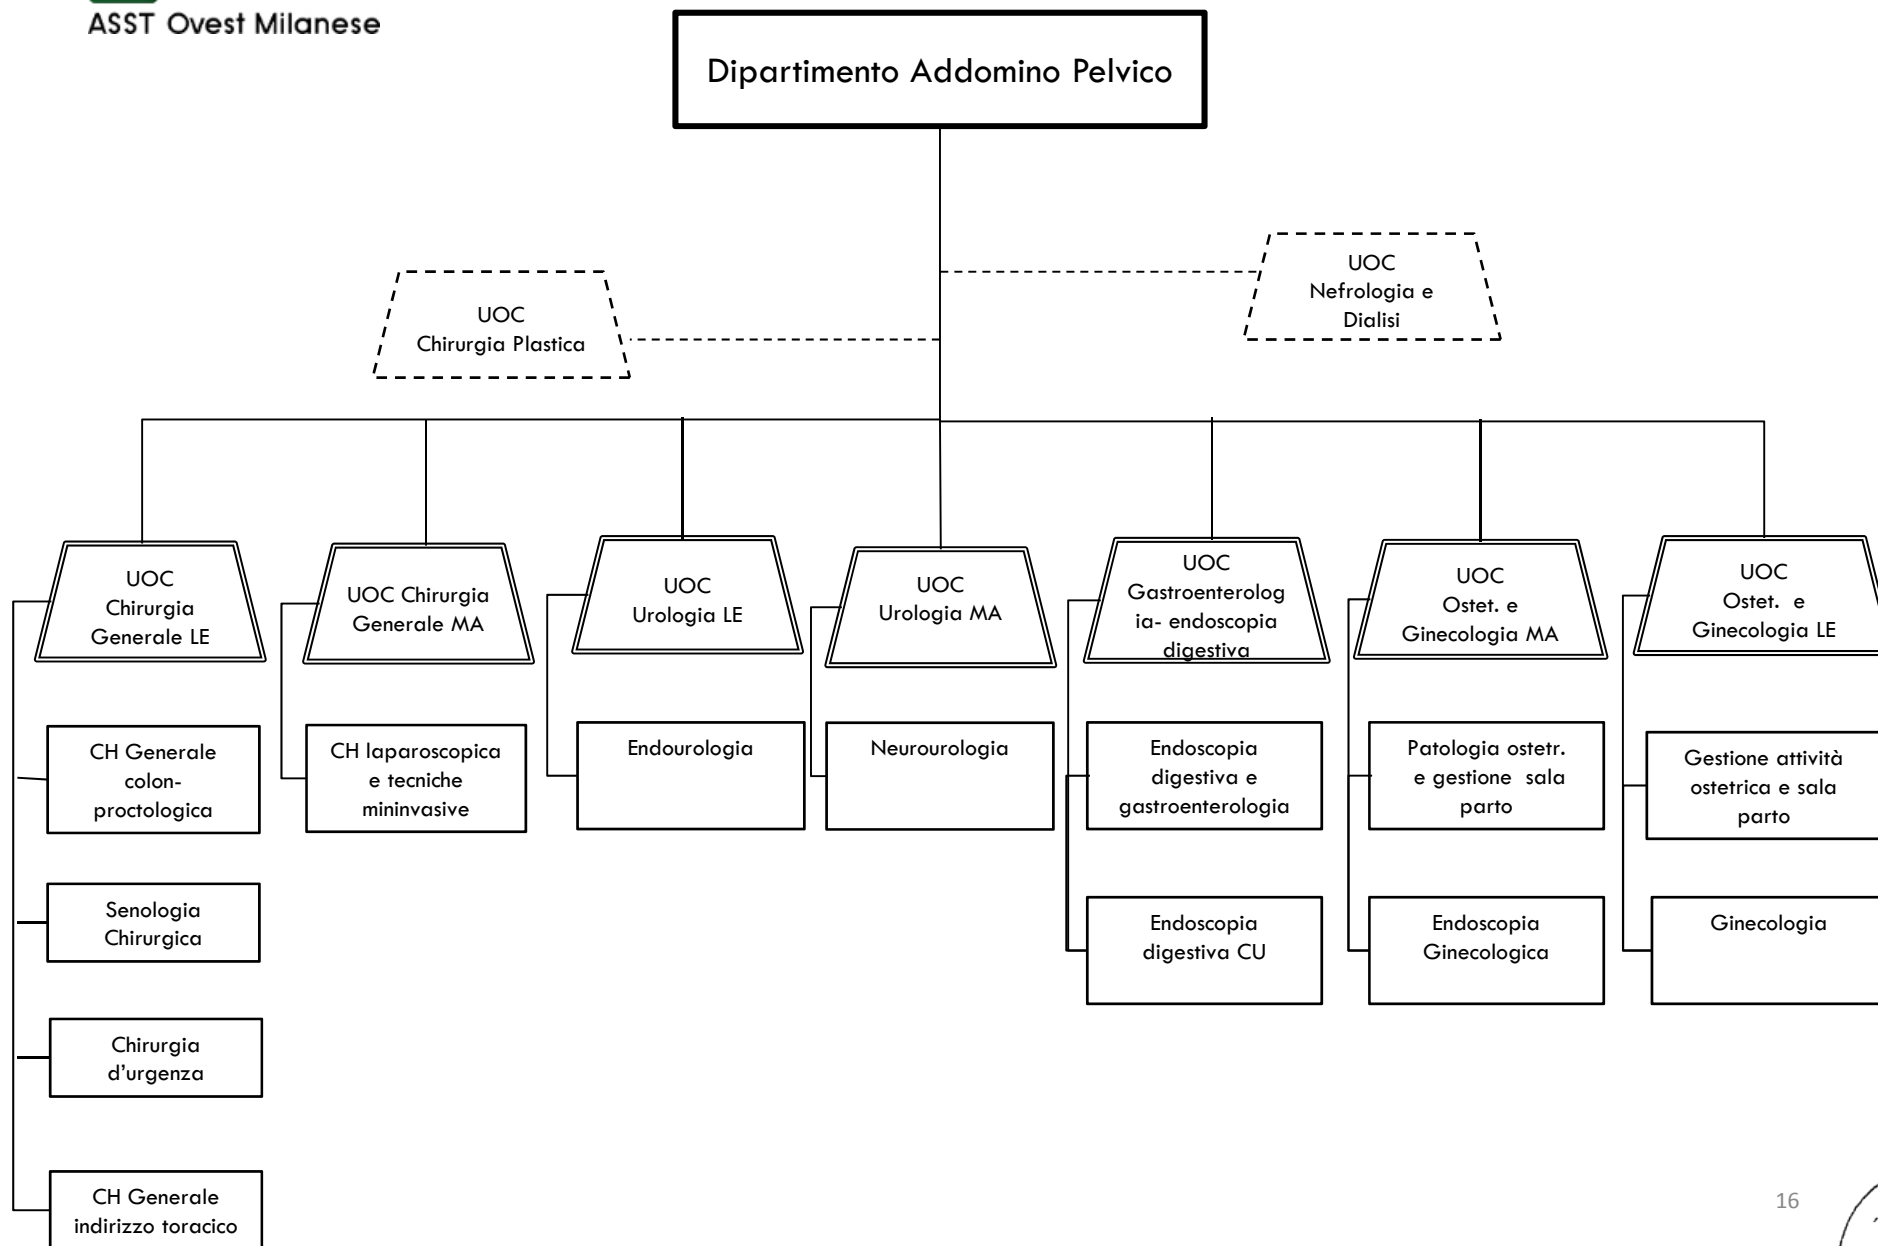 ASST Ovest Milanese
Dipartimento Addomino Pelvico
UOC
Nefrologia e
Dialisi
UOC
Chirurgia Plastica
UOC
Chirurgia
Generale LE
UOC Chirurgia
Generale MA
UOC
Urologia LE
UOC
Urologia MA
UOC
Gastroenterolog
ia- endoscopia
digestiva
UOC
Ostet. e
Ginecologia MA
UOC
Ostet. e
Ginecologia LE
CH Generale
colon-
proctologica
CH laparoscopica
e tecniche
mininvasive
Endourologia
Neurourologia
Endoscopia
digestiva e
gastroenterologia
Patologia ostetr.
e gestione sala
parto
Gestione attività
ostetrica e sala
parto
Senologia
Chirurgica
Endoscopia
digestiva CU
Endoscopia
Ginecologica
Ginecologia
Chirurgia
d'urgenza
CH Generale
indirizzo toracico
16